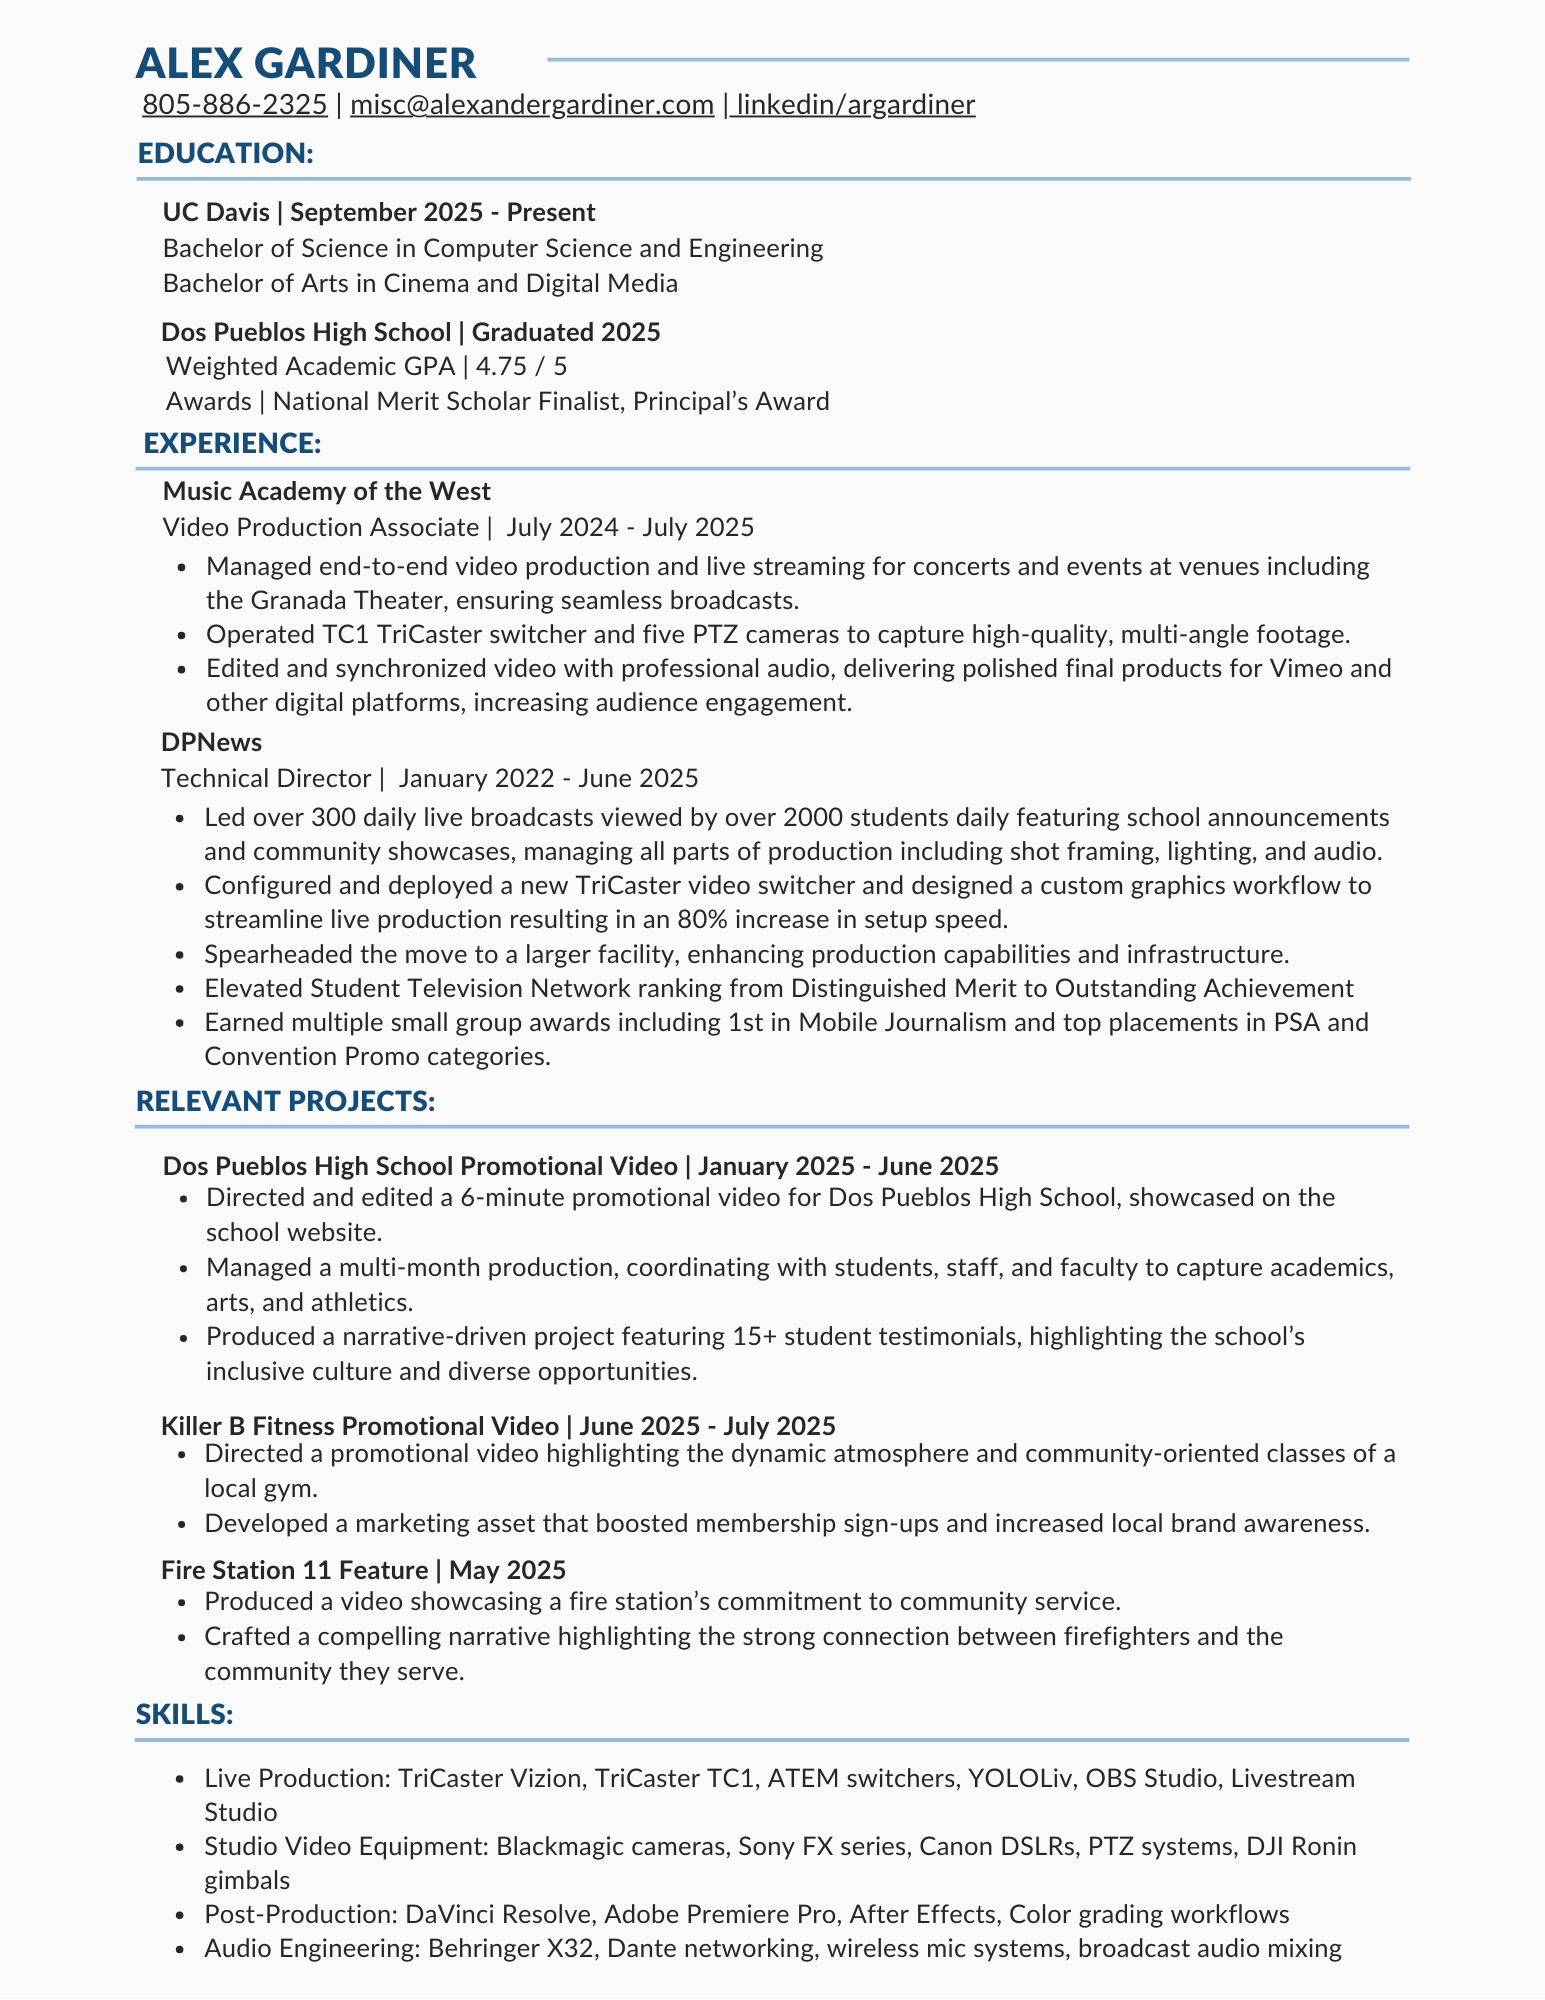 ALEX GARDINER
805-886-2325 | misc@alexandergardiner.com | linkedin/argardiner
EDUCATION:
UC Davis | September 2025 - Present
Bachelor of Science in Computer Science and Engineering
Bachelor of Arts in Cinema and Digital Media
Dos Pueblos High School | Graduated 2025
Weighted Academic GPA | 4.75 / 5
Awards | National Merit Scholar Finalist, Principal’s Award
EXPERIENCE:
Music Academy of the West
Video Production Associate | July 2024 - July 2025
• Managed end-to-end video production and live streaming for concerts and events at venues including
the Granada Theater, ensuring seamless broadcasts.
• Operated TC1 TriCaster switcher and five PTZ cameras to capture high-quality, multi-angle footage.
• Edited and synchronized video with professional audio, delivering polished final products for Vimeo and
other digital platforms, increasing audience engagement.
DPNews
Technical Director | January 2022 - June 2025
• Led over 300 daily live broadcasts viewed by over 2000 students daily featuring school announcements
and community showcases, managing all parts of production including shot framing, lighting, and audio.
• Configured and deployed a new TriCaster video switcher and designed a custom graphics workflow to
streamline live production resulting in an 80% increase in setup speed.
• Spearheaded the move to a larger facility, enhancing production capabilities and infrastructure.
• Elevated Student Television Network ranking from Distinguished Merit to Outstanding Achievement
• Earned multiple small group awards including 1st in Mobile Journalism and top placements in PSA and
Convention Promo categories.
RELEVANT PROJECTS:
Dos Pueblos High School Promotional Video | January 2025 - June 2025
• Directed and edited a 6-minute promotional video for Dos Pueblos High School, showcased on the
school website.
• Managed a multi-month production, coordinating with students, staff, and faculty to capture academics,
arts, and athletics.
• Produced a narrative-driven project featuring 15+ student testimonials, highlighting the school’s
inclusive culture and diverse opportunities.
Killer B Fitness Promotional Video | June 2025 - July 2025
• Directed a promotional video highlighting the dynamic atmosphere and community-oriented classes of a
local gym.
• Developed a marketing asset that boosted membership sign-ups and increased local brand awareness.
Fire Station 11 Feature | May 2025
• Produced a video showcasing a fire station’s commitment to community service.
• Crafted a compelling narrative highlighting the strong connection between firefighters and the
community they serve.
SKILLS:
• Live Production: TriCaster Vizion, TriCaster TC1, ATEM switchers, YOLOLiv, OBS Studio, Livestream
Studio
• Studio Video Equipment: Blackmagic cameras, Sony FX series, Canon DSLRs, PTZ systems, DJI Ronin
gimbals
• Post-Production: DaVinci Resolve, Adobe Premiere Pro, After Effects, Color grading workflows
• Audio Engineering: Behringer X32, Dante networking, wireless mic systems, broadcast audio mixing